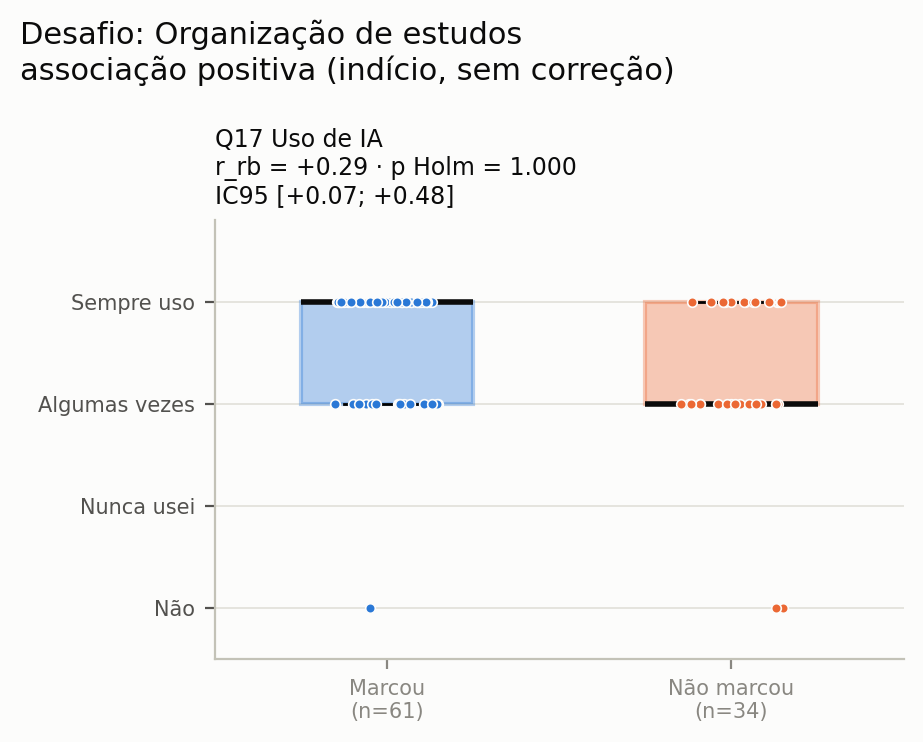 Desafio: Organização de estudos
associação positiva (indício, sem correção)
Q17 Uso de IA
r_rb = +0.29 · p Holm = 1.000
IC95 [+0.07; +0.48]
Sempre uso
Algumas vezes
Nunca usei
Não
Marcou
(n=61)
Não marcou
(n=34)